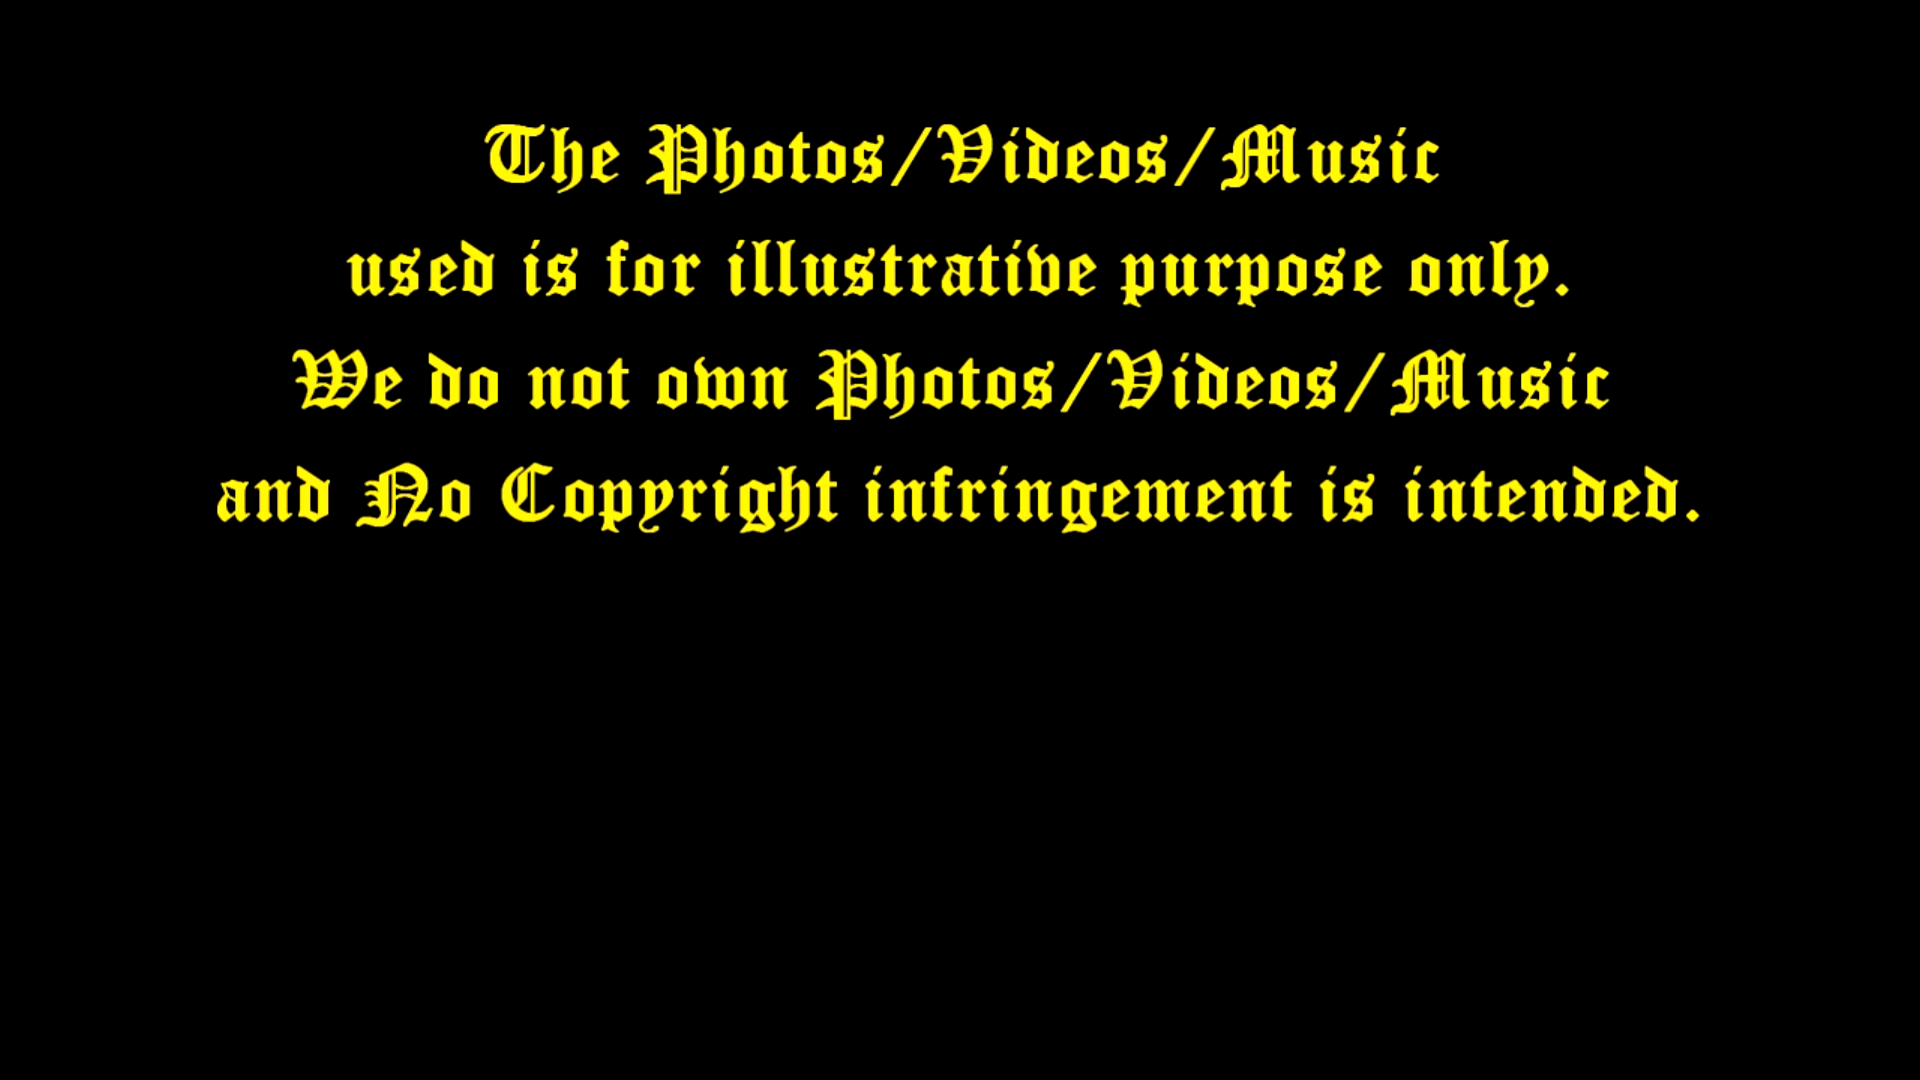 The Photos/Videos/Music
used is for illustrative purpose only.
We do not own Photos/Videos/Music
and No Copyright infringement is intended.